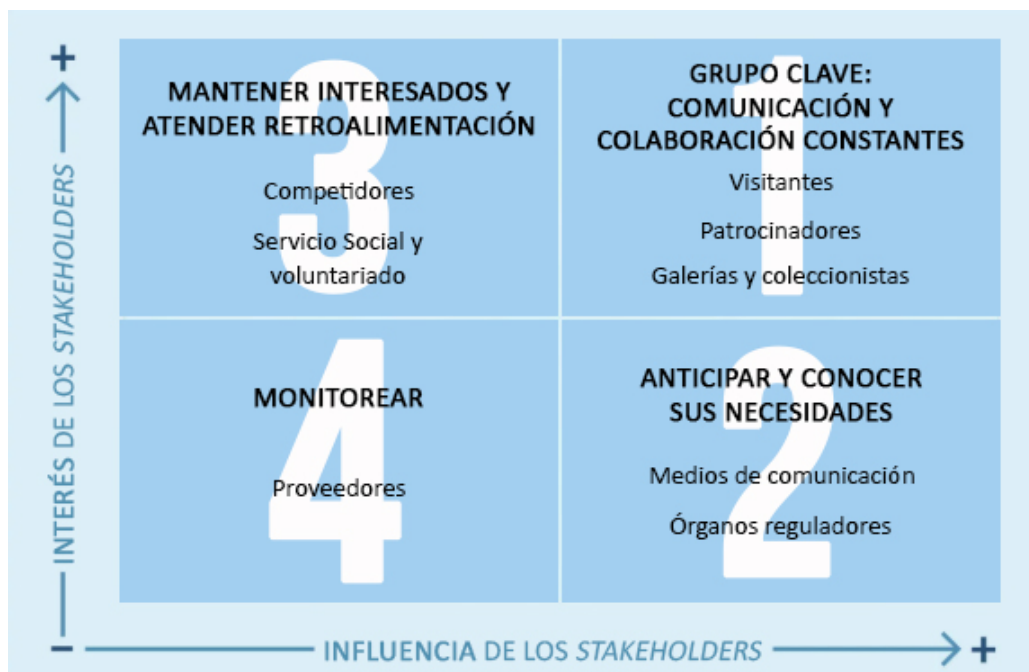 +
INTERÉS DE LOS STAKEHOLDERS
3
MANTENER INTERESADOS Y
ATENDER RETROALIMENTACIÓN
Competidores
Servicio Social y
voluntariado
1
GRUPO CLAVE:
COMUNICACIÓN Y
COLABORACIÓN CONSTANTES
Visitantes
Patrocinadores
Galerías y coleccionistas
4
MONITOREAR
Proveedores
2
ANTICIPAR Y CONOCER
SUS NECESIDADES
Medios de comunicación
Órganos reguladores
−
INFLUENCIA DE LOS STAKEHOLDERS
+